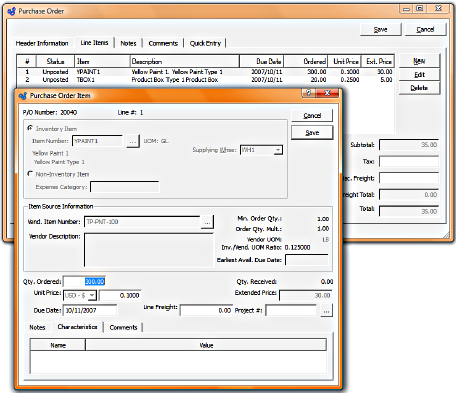 Purchase Order
Save Cancel
Header Information Line Items Notes Comments Quick Entry
# Status Item Description Due Date Ordered Unit Price Ext. Price
1 Unposted YPAINT1 Yellow Paint 1. Yellow Paint Type 1 2007/10/11 300.00 0.1000 30.00
2 Unposted TBOX1 Product Box Type 1 Product Box 2007/10/11 20.00 0.2500 5.00
New
Edit
Delete
Subtotal: 35.00
Tax:
Freight:
Total: 0.00
Total: 35.00
Purchase Order Item
P/O Number: 20040 Line #: 1
Cancel
Save
Inventory Item
Item Number: YPAINT1 ... UOM: GL
Supplying Whse: WH1
Yellow Paint 1
Yellow Paint Type 1
Non-Inventory Item
Expense Category:
Item Source Information
Vend. Item Number: TP-PNT-100 ...
Vendor Description:
Min. Order Qty.: 1.00
Order Qty. Mult.: 1.00
Vendor UOM: LB
Inv./Vend. UOM Ratio: 0.125000
Earliest Avail. Due Date:
Qty. Ordered: 300.00 Qty. Received: 0.00
Unit Price: USD - $ 0.1000 Extended Price: 30.00
Due Date: 10/11/2007 Line Freight: 0.00 Project #: ...
Notes Characteristics Comments
Name Value